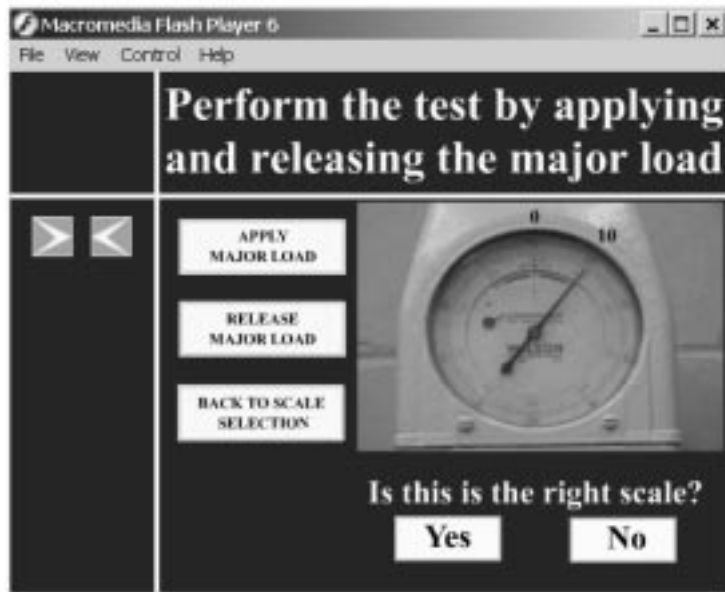 Macromedia Flash Player 6
File View Control Help
Perform the test by applying
and releasing the major load
APPLY
MAJOR LOAD
RELEASE
MAJOR LOAD
BACK TO SCALE
SELECTION
0
10
Is this is the right scale?
Yes
No